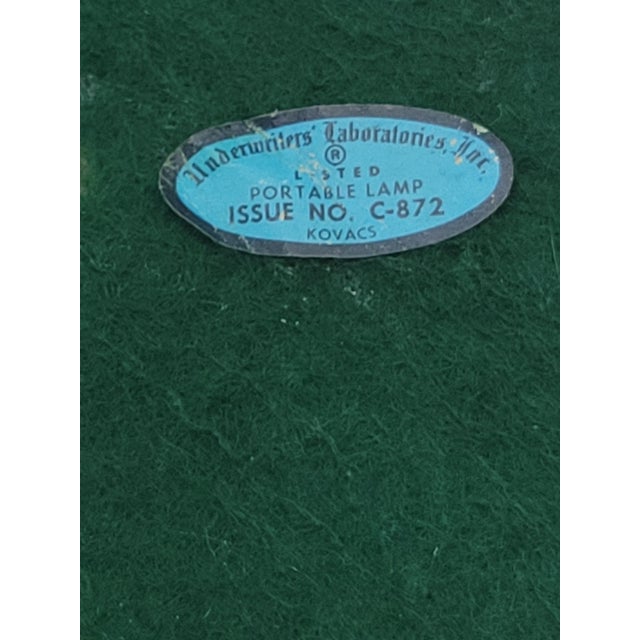 Underwriters' Laboratories, Inc.
®
LISTED
PORTABLE LAMP
ISSUE NO. C-872
KOVACS